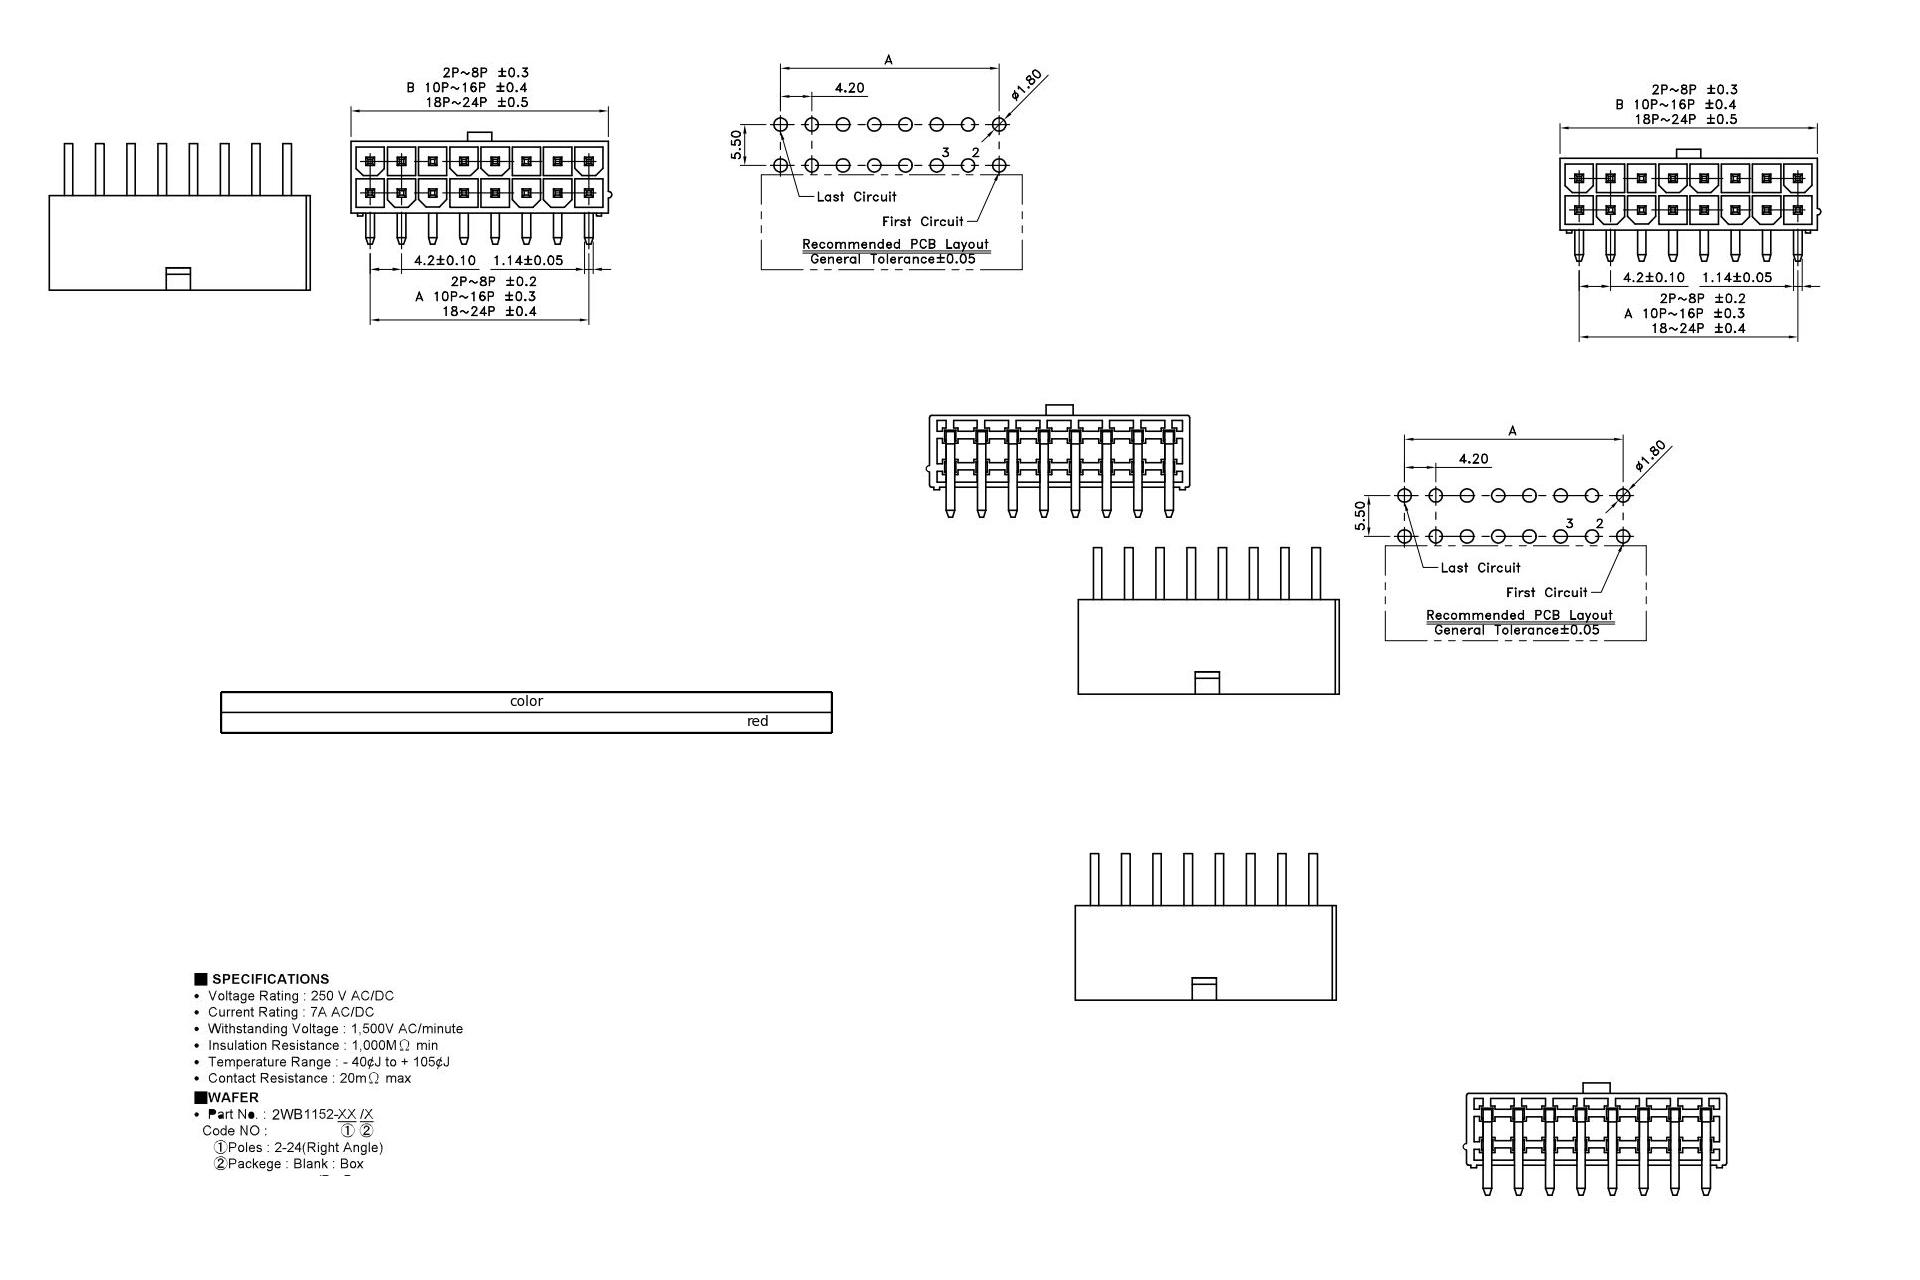 2P~8P ±0.3
B 10P~16P ±0.4
18P~24P ±0.5
4.2±0.10 1.14±0.05
2P~8P ±0.2
A 10P~16P ±0.3
18~24P ±0.4
A
4.20
ø1.80
5.50
3 2
Last Circuit
First Circuit
Recommended PCB Layout
General Tolerance±0.05
2P~8P ±0.3
B 10P~16P ±0.4
18P~24P ±0.5
4.2±0.10 1.14±0.05
2P~8P ±0.2
A 10P~16P ±0.3
18~24P ±0.4
A
4.20
ø1.80
5.50
3 2
Last Circuit
First Circuit
Recommended PCB Layout
General Tolerance±0.05
color
red
■ SPECIFICATIONS
• Voltage Rating : 250 V AC/DC
• Current Rating : 7A AC/DC
• Withstanding Voltage : 1,500V AC/minute
• Insulation Resistance : 1,000MΩ min
• Temperature Range : - 40¢J to + 105¢J
• Contact Resistance : 20mΩ max
■WAFER
• Part No. : 2WB1152-XX /X
Code NO : ① ②
①Poles : 2-24(Right Angle)
②Packege : Blank : Box